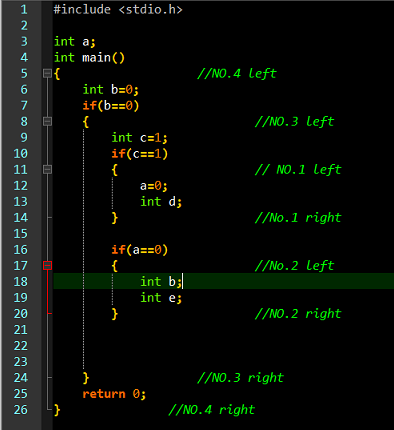 1 #include <stdio.h>
2
3 int a;
4 int main()
5 { //NO.4 left
6 int b=0;
7 if(b==0)
8 { //NO.3 left
9 int c=1;
10 if(c==1)
11 { // NO.1 left
12 a=0;
13 int d;
14 } //No.1 right
15
16 if(a==0)
17 { //No.2 left
18 int b;
19 int e;
20 } //NO.2 right
21
22
23
24 } //NO.3 right
25 return 0;
26 } //NO.4 right